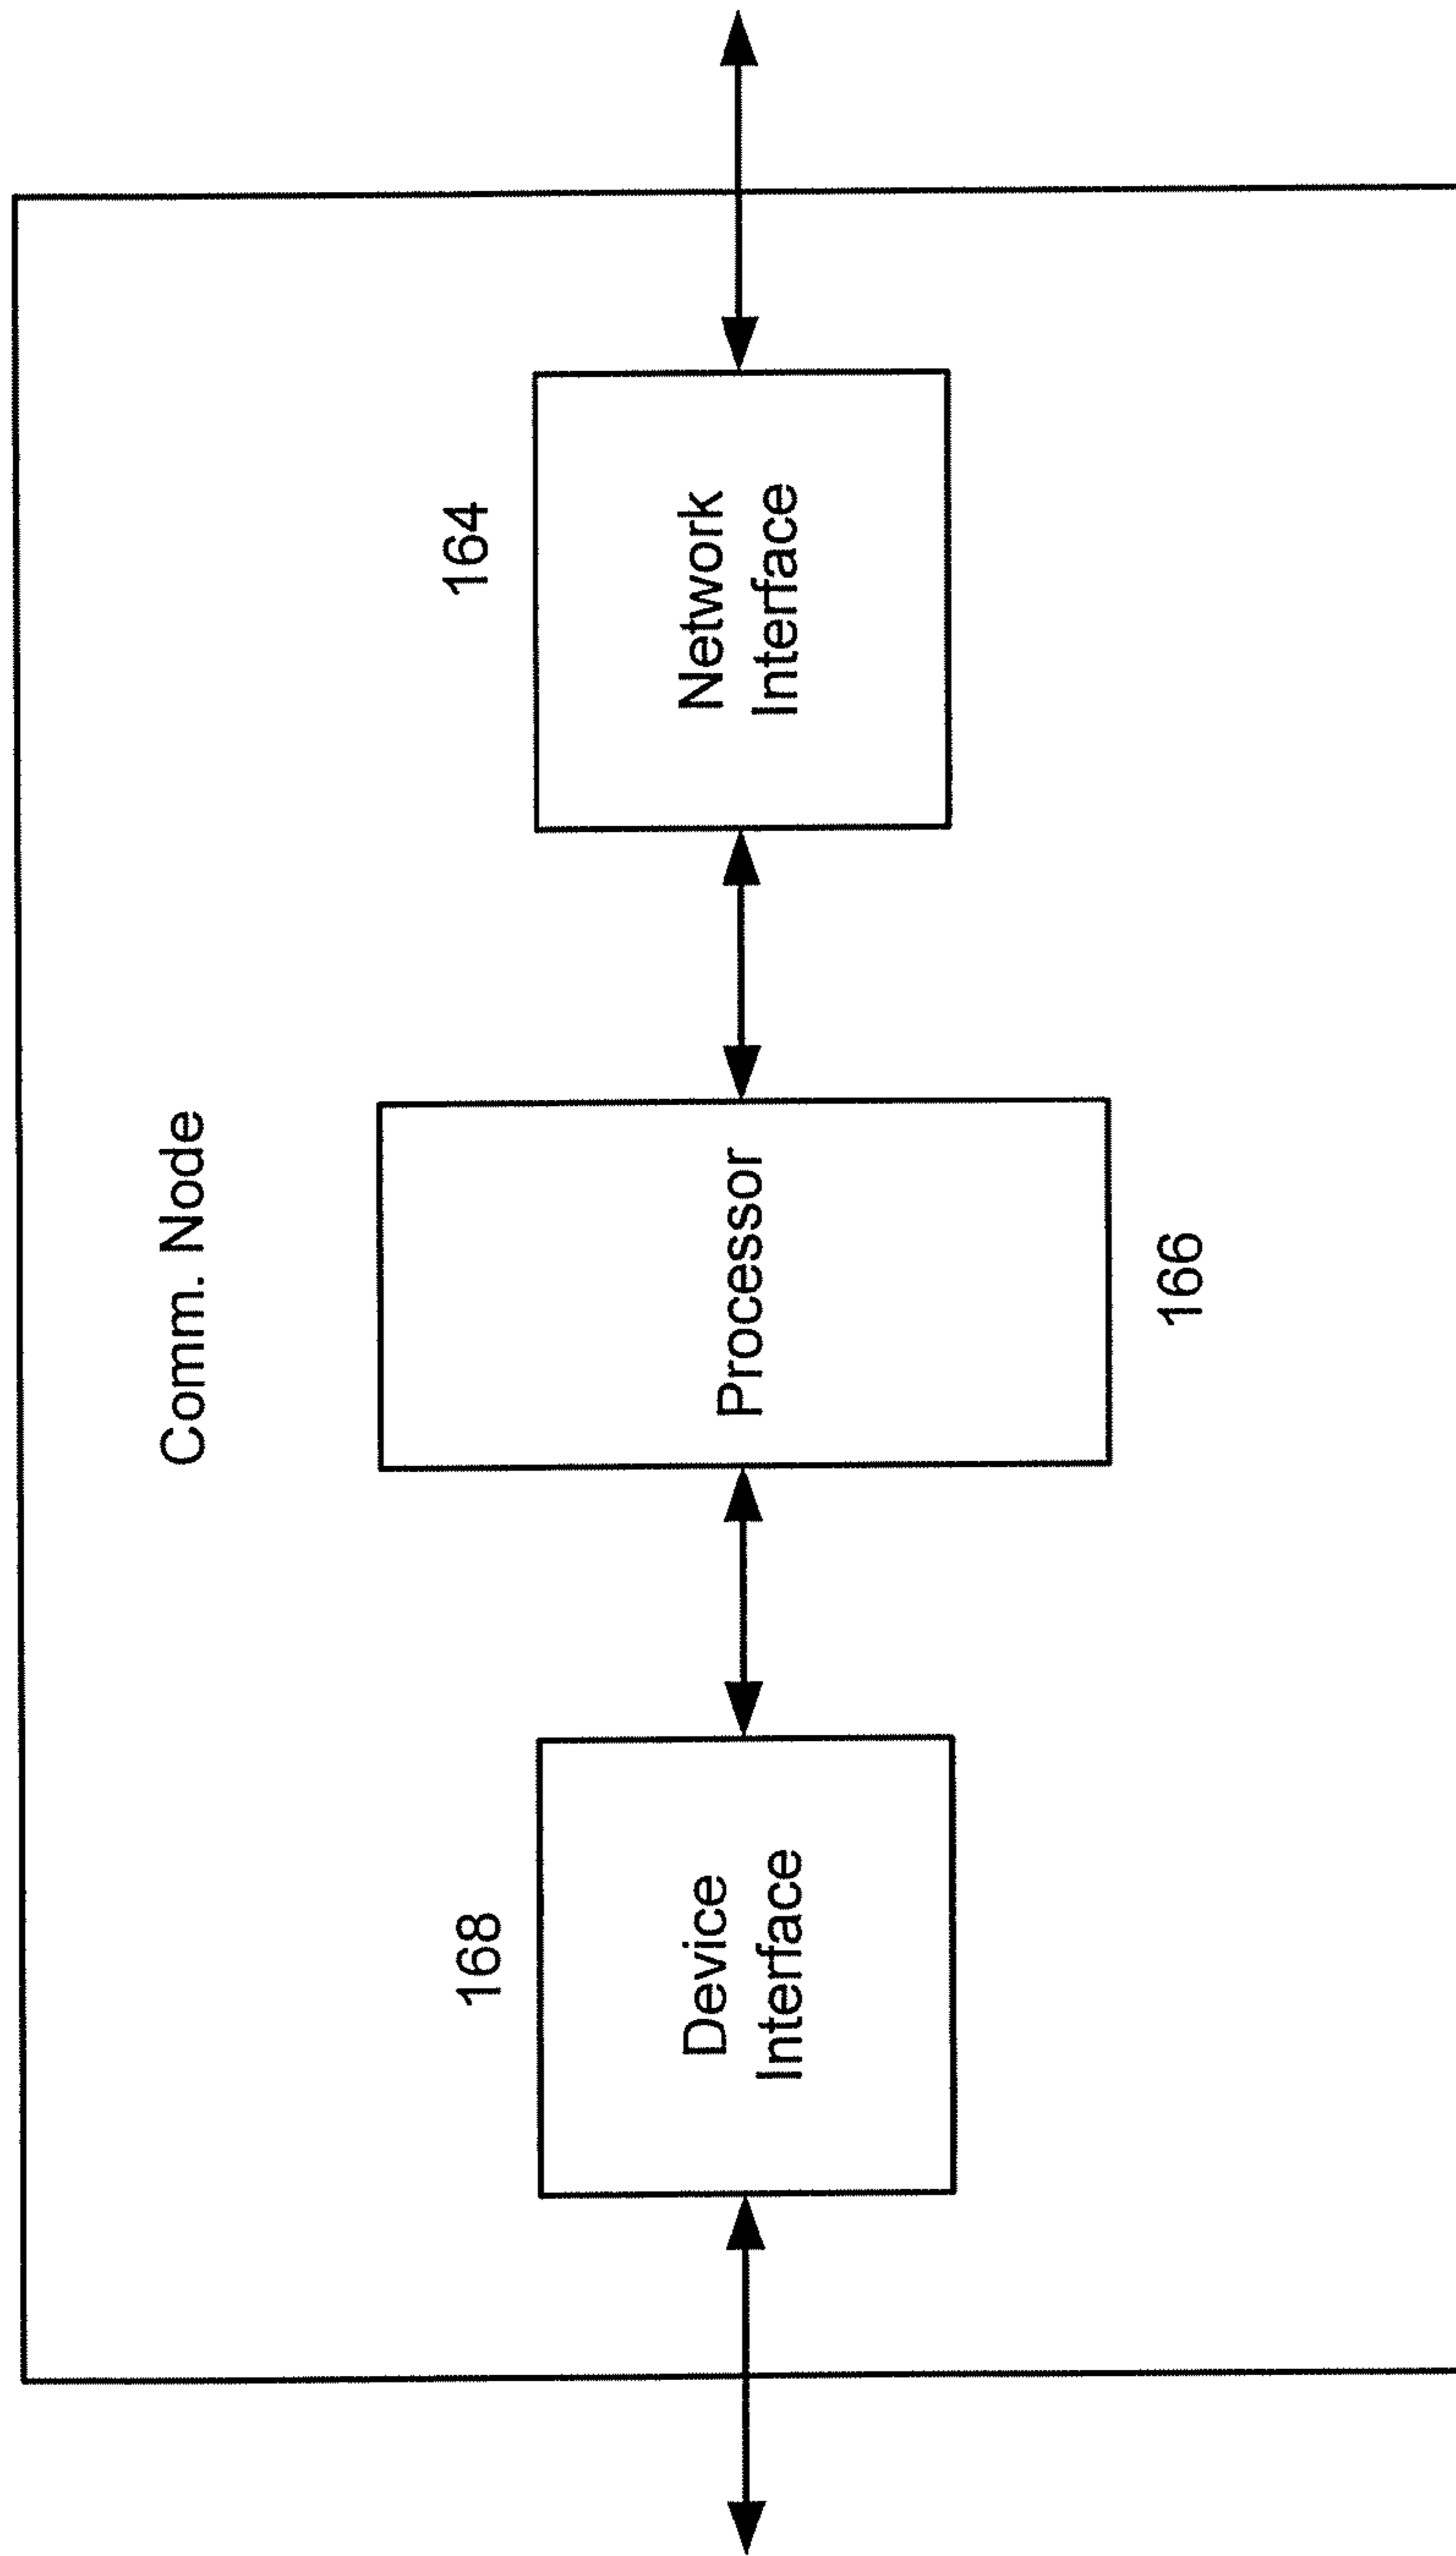 Comm. Node
168
164
Device
Interface
Processor
Network
Interface
166